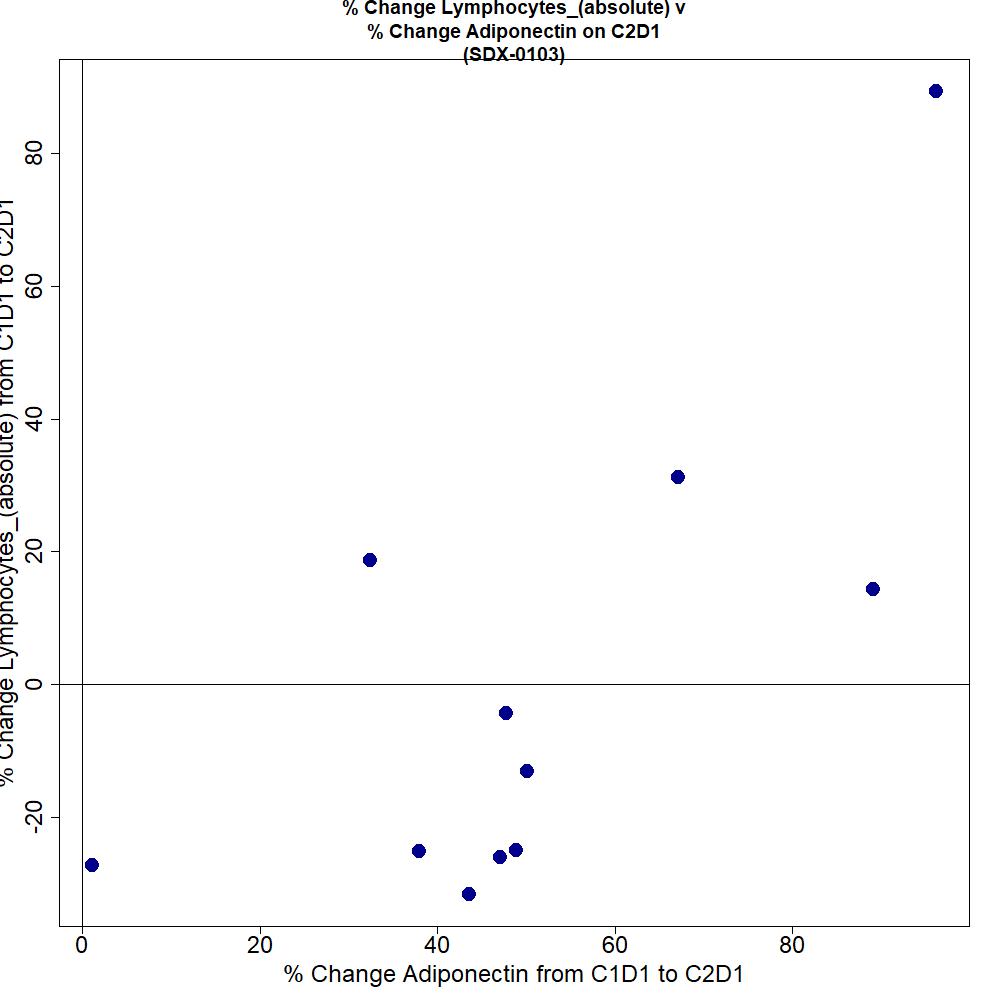 % Change Lymphocytes_(absolute) v
% Change Adiponectin on C2D1
(SDX-0103)
% Change Lymphocytes_(absolute) from C1D1 to C2D1
80
60
40
20
0
-20
0
20
40
60
80
% Change Adiponectin from C1D1 to C2D1